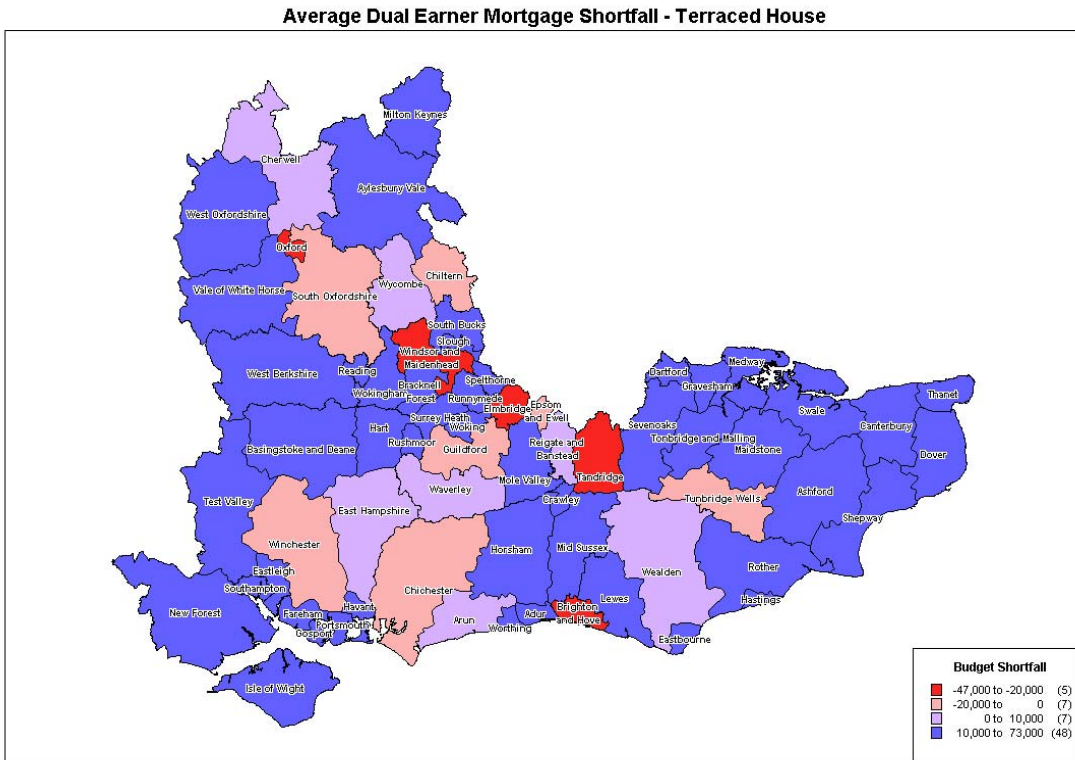 Average Dual Earner Mortgage Shortfall - Terraced House
Milton Keynes
Cherwell
Aylesbury Vale
West Oxfordshire
Oxford
Chiltern
Wycombe
Vale of White Horse
South Oxfordshire
South Bucks
Slough
Windsor and
Maidenhead
Medway
West Berkshire
Reading
Dartford
Spelthorne
Bracknell
Forest
Gravesham
Wokingham
Runnymede
Thanet
Elmbridge
Epsom
and Ewell
Swale
Surrey Heath
Woking
Sevenoaks
Canterbury
Hart
Rushmoor
Reigate and
Banstead
Tonbridge and Malling
Basingstoke and Deane
Guildford
Maidstone
Dover
Mole Valley
Tandridge
Waverley
Ashford
Test Valley
Crawley
Tunbridge Wells
East Hampshire
Shepway
Winchester
Horsham
Mid Sussex
Rother
Eastleigh
Wealden
Southampton
Chichester
Lewes
Hastings
New Forest
Fareham
Havant
Brighton
and Hove
Portsmouth
Arun
Adur
Gosport
Worthing
Eastbourne
Isle of Wight
Budget Shortfall
-47,000 to -20,000 (5)
-20,000 to 0 (7)
0 to 10,000 (7)
10,000 to 73,000 (48)